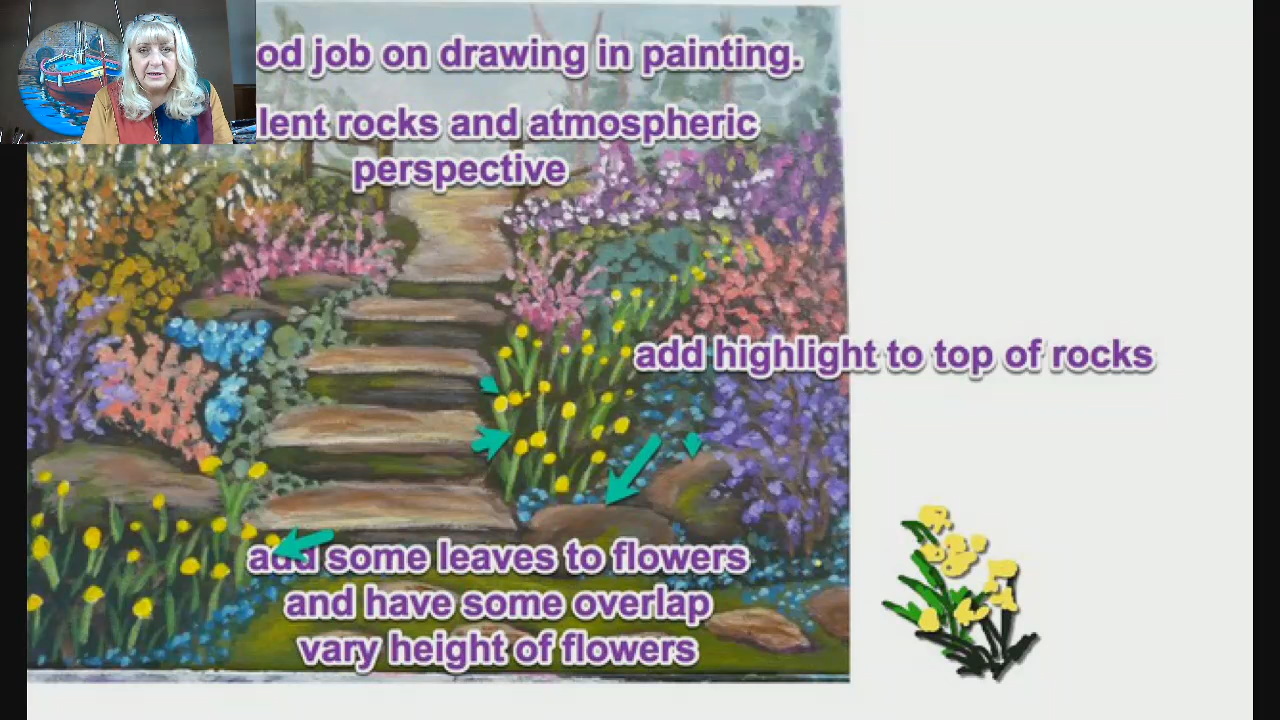 od job on drawing in painting.
lent rocks and atmospheric
perspective
add highlight to top of rocks
add some leaves to flowers
and have some overlap
vary height of flowers